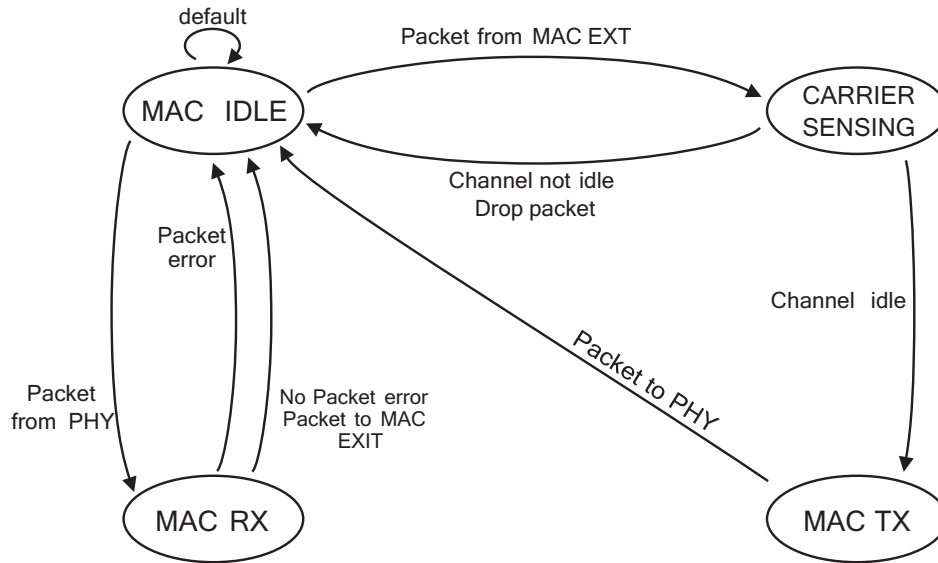 default
Packet from MAC EXT
MAC IDLE
CARRIER
SENSING
Channel not idle
Drop packet
Packet
error
Channel idle
Packet to PHY
Packet
from PHY
No Packet error
Packet to MAC
EXIT
MAC RX
MAC TX